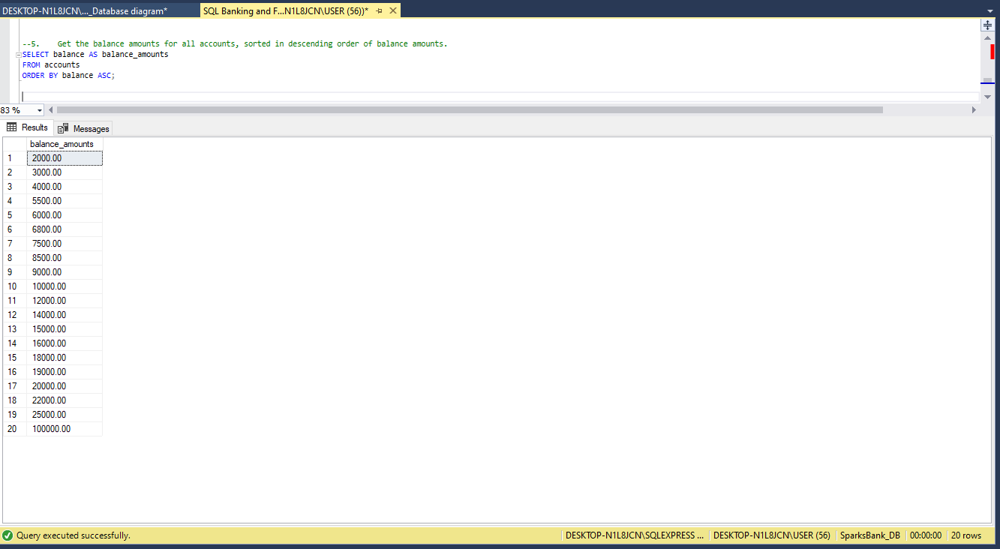 DESKTOP-N1L8JCN\..._Database diagram* SQL Banking and F...N1L8JCN\USER (56))*
--5. Get the balance amounts for all accounts, sorted in descending order of balance amounts.
SELECT balance AS balance_amounts
FROM accounts
ORDER BY balance ASC;
83 %
Results Messages
balance_amounts
1 2000.00
2 3000.00
3 4000.00
4 5500.00
5 6000.00
6 6800.00
7 7500.00
8 8500.00
9 9000.00
10 10000.00
11 12000.00
12 14000.00
13 15000.00
14 16000.00
15 18000.00
16 19000.00
17 20000.00
18 22000.00
19 25000.00
20 100000.00
Query executed successfully. DESKTOP-N1L8JCN\SQLEXPRESS ... DESKTOP-N1L8JCN\USER (56) SparksBank_DB 00:00:00 20 rows